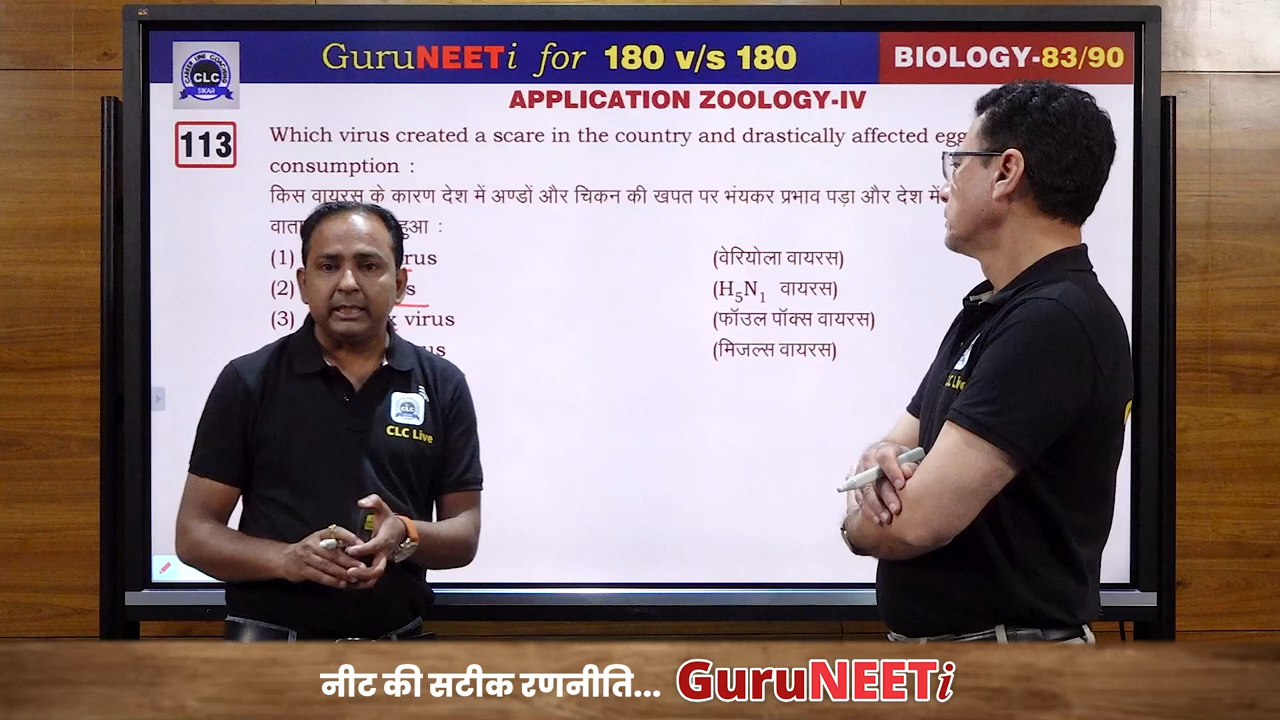 GuruNEETi for 180 v/s 180
BIOLOGY-83/90
CLC
SIKAR
APPLICATION ZOOLOGY-IV
113
Which virus created a scare in the country and drastically affected egg
consumption :
किस वायरस के कारण देश में अण्डों और चिकन की खपत पर भंयकर प्रभाव पड़ा और देश में
हुआ :
(1) (वेरियोला वायरस)
(2) (H₅N₁ वायरस)
(3) virus (फॉउल पॉक्स वायरस)
(मिजल्स वायरस)
CLC
CLC Live
नीट की सटीक रणनीति... GuruNEETi